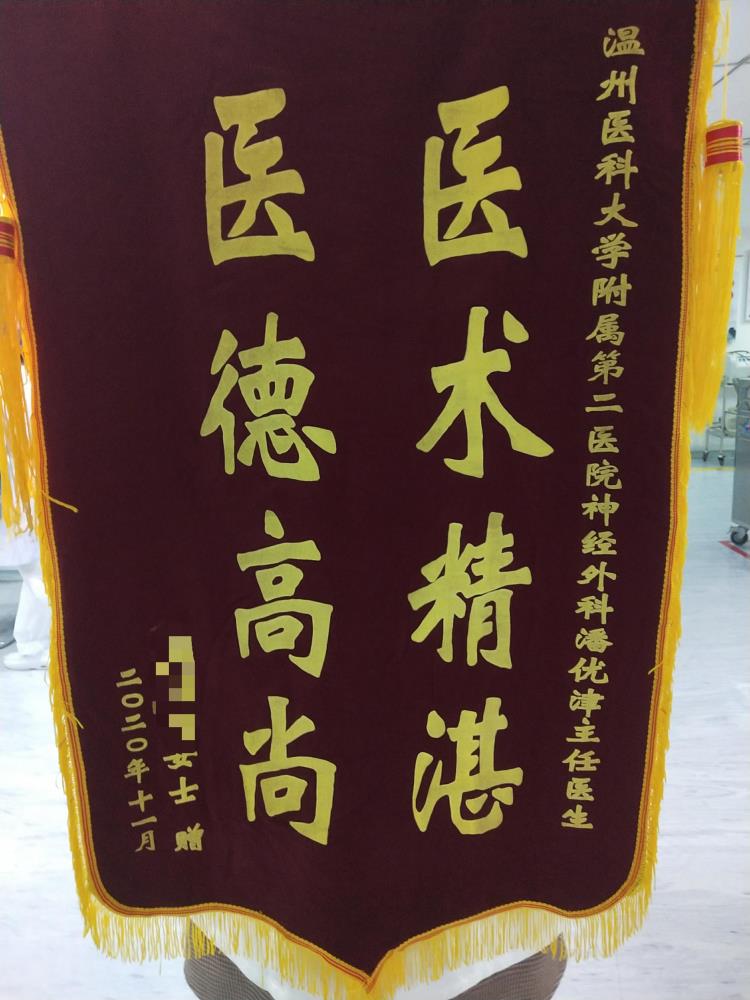 温州医科大学附属第二医院神经外科潘优津主任医生
医术精湛
医德高尚
女士 赠
二〇二〇年十一月